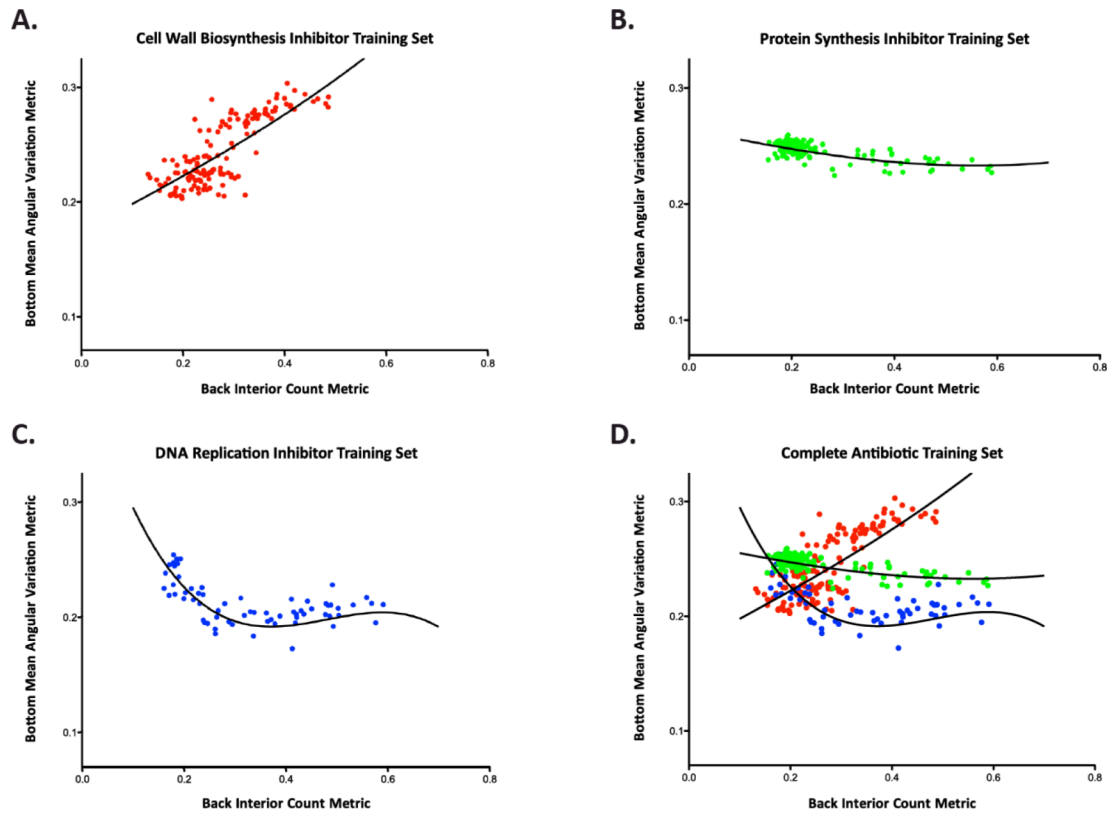 A.
Cell Wall Biosynthesis Inhibitor Training Set
Bottom Mean Angular Variation Metric
0.3
0.2
0.1
0.0 0.2 0.4 0.6 0.8
Back Interior Count Metric
B.
Protein Synthesis Inhibitor Training Set
Bottom Mean Angular Variation Metric
0.3
0.2
0.1
0.0 0.2 0.4 0.6 0.8
Back Interior Count Metric
C.
DNA Replication Inhibitor Training Set
Bottom Mean Angular Variation Metric
0.3
0.2
0.1
0.0 0.2 0.4 0.6 0.8
Back Interior Count Metric
D.
Complete Antibiotic Training Set
Bottom Mean Angular Variation Metric
0.3
0.2
0.1
0.0 0.2 0.4 0.6 0.8
Back Interior Count Metric